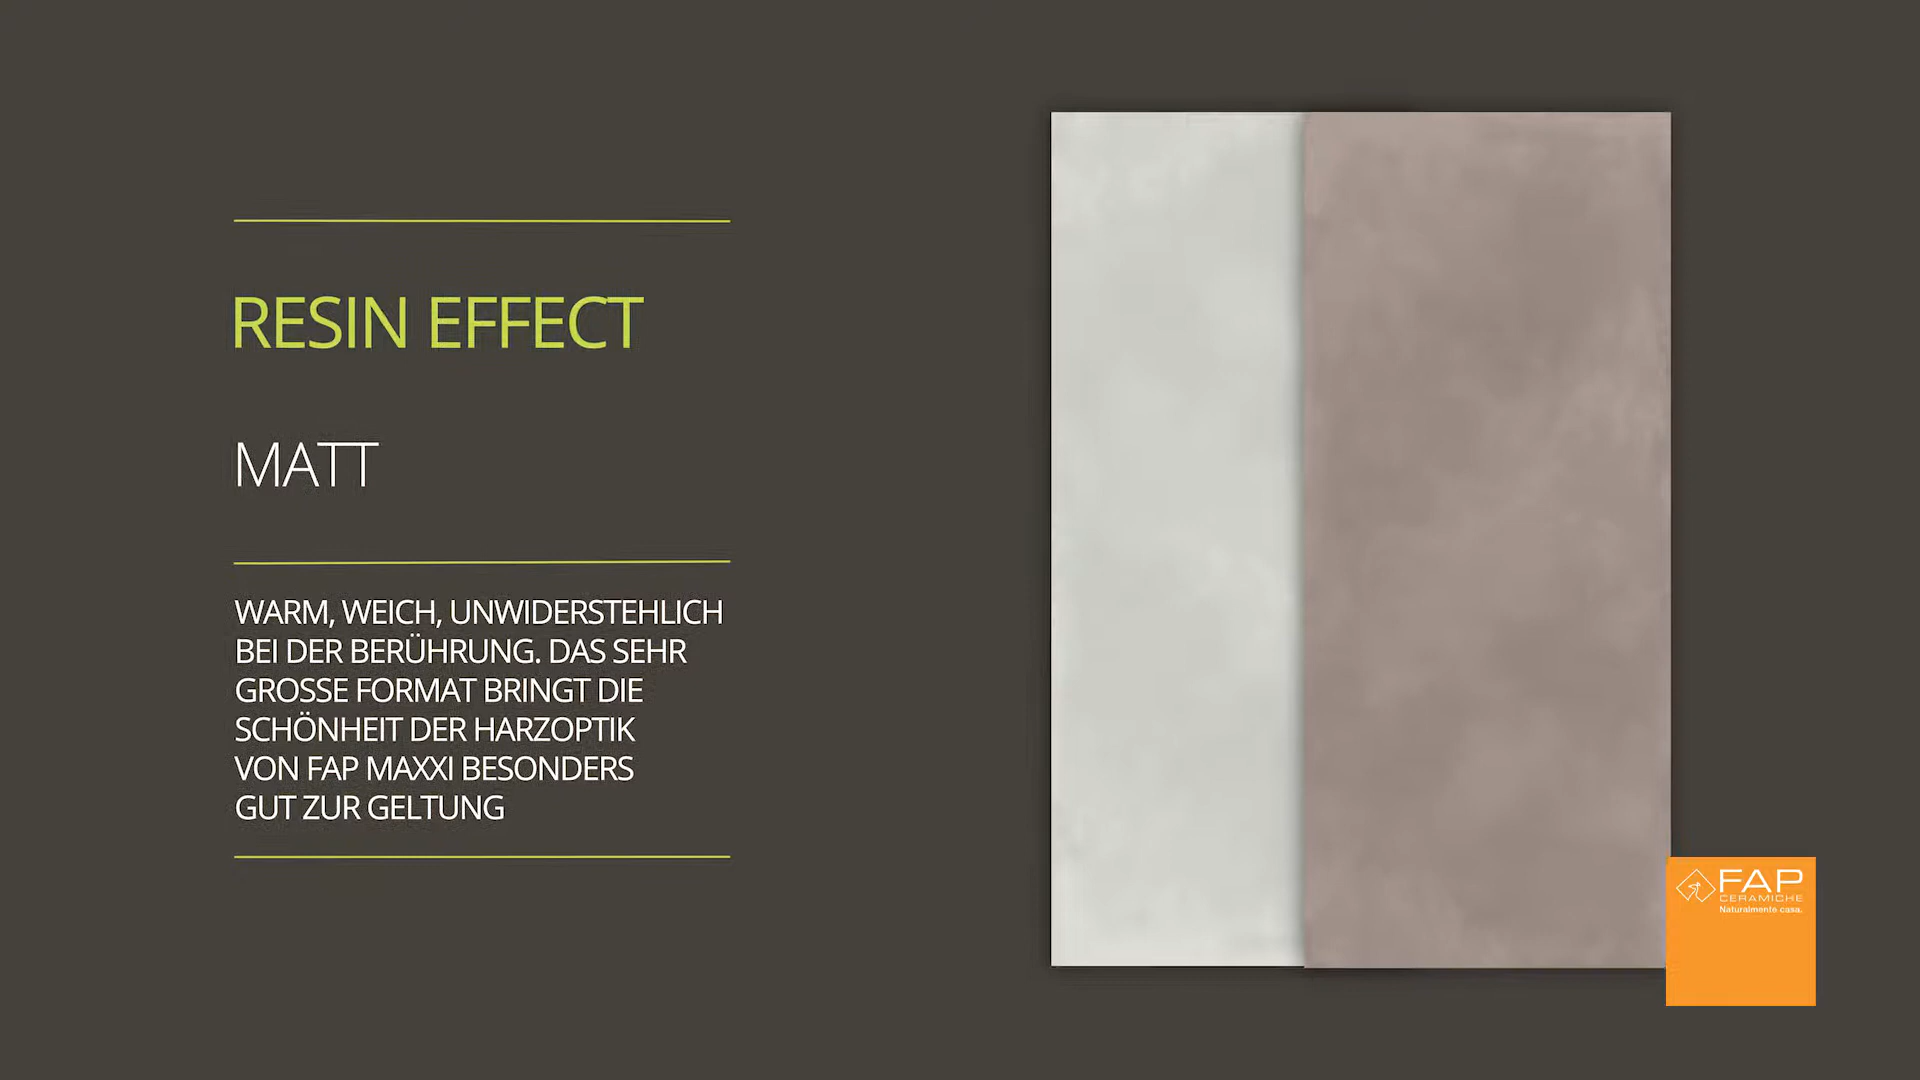 RESIN EFFECT
MATT
WARM, WEICH, UNWIDERSTEHLICH
BEI DER BERÜHRUNG. DAS SEHR
GROSSE FORMAT BRINGT DIE
SCHÖNHEIT DER HARZOPTIK
VON FAP MAXXI BESONDERS
GUT ZUR GELTUNG
FAP
CERAMICHE
Naturalmente casa.